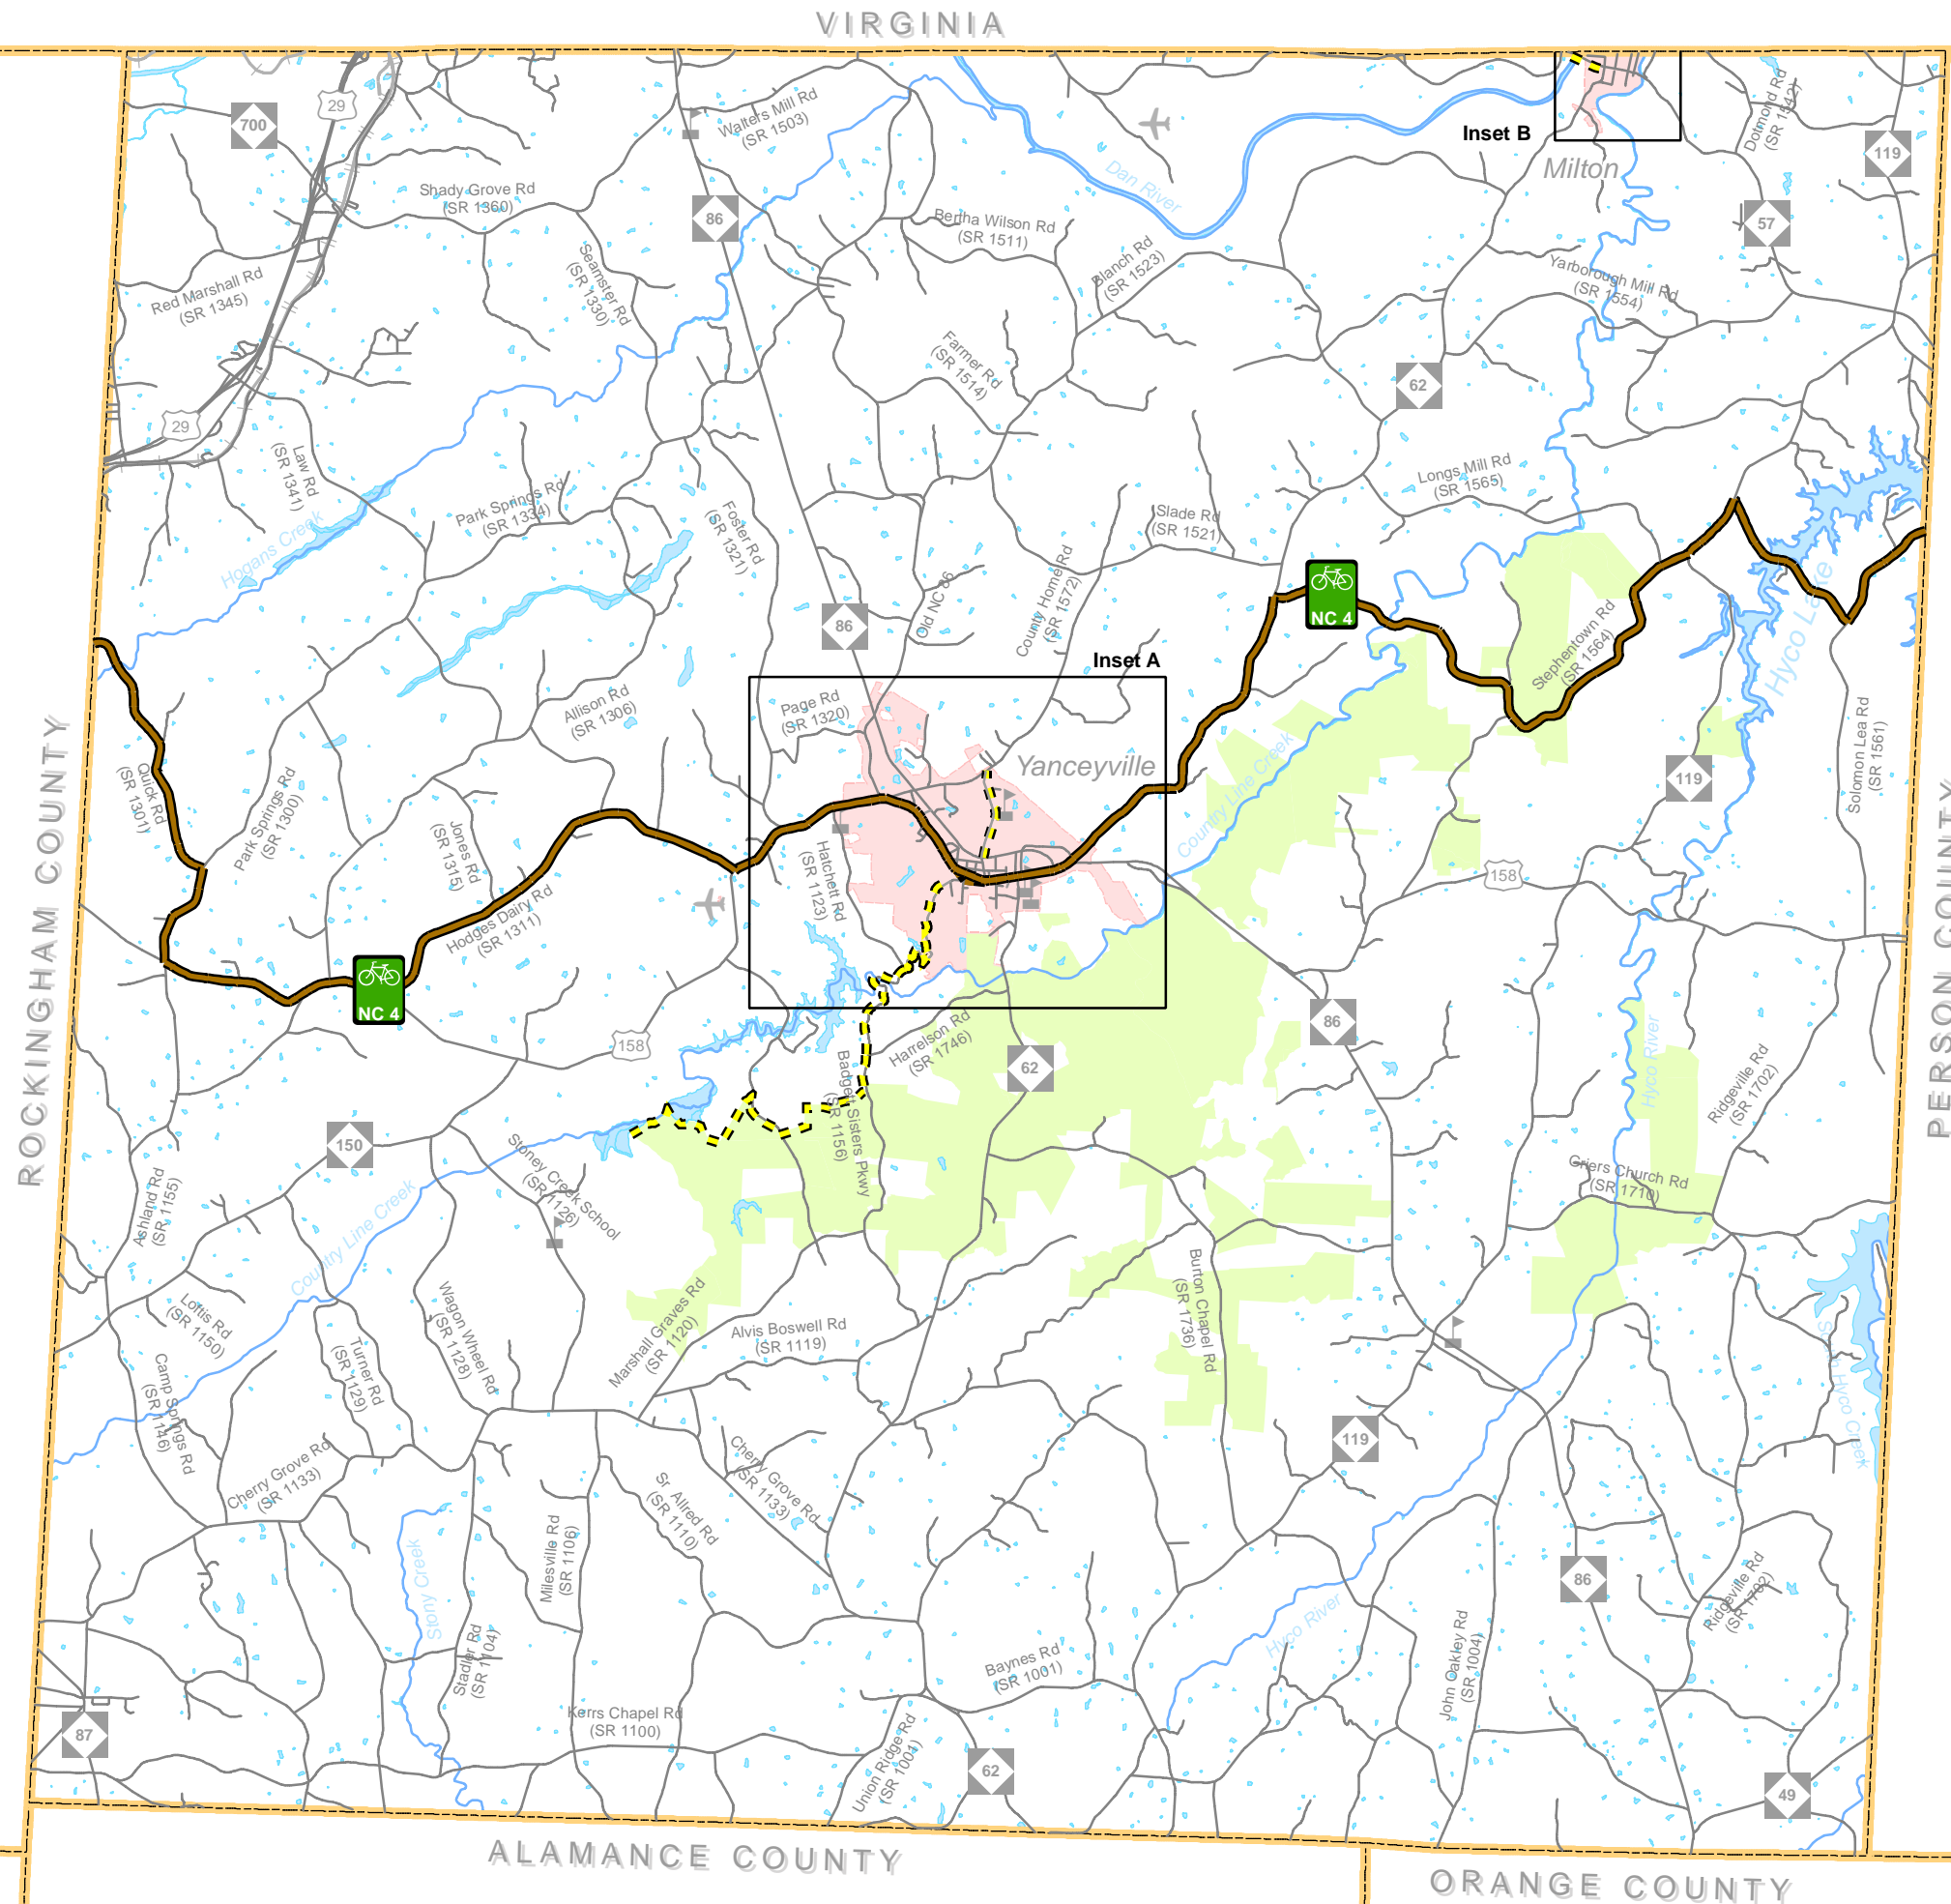 VIRGINIA
29
700
Walters Mill Rd
(SR 1503)
Inset B
Dotmond Rd
(SR 1542)
119
Milton
Dan River
Shady Grove Rd
(SR 1360)
86
Bertha Wilson Rd
(SR 1511)
57
Seamster Rd
(SR 1330)
Blanch Rd
(SR 1523)
Yarborough Mill Rd
(SR 1554)
Red Marshall Rd
(SR 1345)
Farmer Rd
(SR 1514)
62
29
Law Rd
(SR 1341)
Park Springs Rd
(SR 1334)
Longs Mill Rd
(SR 1565)
Foster Rd
(SR 1321)
Slade Rd
(SR 1521)
Hogans Creek
Old NC 86
County Home Rd
(SR 1572)
NC 4
86
Hyco Lake
Stephentown Rd
(SR 1564)
Inset A
Allison Rd
(SR 1306)
Page Rd
(SR 1320)
Yanceyville
Solomon Lea Rd
(SR 1561)
119
ROCKINGHAM COUNTY
PERSON COUNTY
Quick Rd
(SR 1301)
Park Springs Rd
(SR 1300)
Jones Rd
(SR 1315)
Country Line Creek
Hatchett Rd
(SR 1123)
158
Hodges Dairy Rd
(SR 1311)
NC 4
158
86
Harrelson Rd
(SR 1746)
62
Hyco River
Ridgeville Rd
(SR 1702)
Badgett Sisters Pkwy
(SR 1156)
150
Stoney Creek School
(SR 1126)
Griers Church Rd
(SR 1710)
Ashland Rd
(SR 1155)
Country Line Creek
Loftis Rd
(SR 1150)
Wagon Wheel Rd
(SR 1128)
Marshall Graves Rd
(SR 1120)
Alvis Boswell Rd
(SR 1119)
Burton Chapel Rd
(SR 1736)
Turner Rd
(SR 1129)
South Hyco Creek
Camp Springs Rd
(SR 1146)
Cherry Grove Rd
(SR 1133)
Cherry Grove Rd
(SR 1133)
119
Sr Allred Rd
(SR 1110)
Milesville Rd
(SR 1106)
Stony Creek
86
Ridgeville Rd
(SR 1702)
Hyco River
Stadler Rd
(SR 1104)
Baynes Rd
(SR 1001)
John Oakley Rd
(SR 1004)
Kerrs Chapel Rd
(SR 1100)
87
Union Ridge Rd
(SR 1001)
62
49
ALAMANCE COUNTY
ORANGE COUNTY